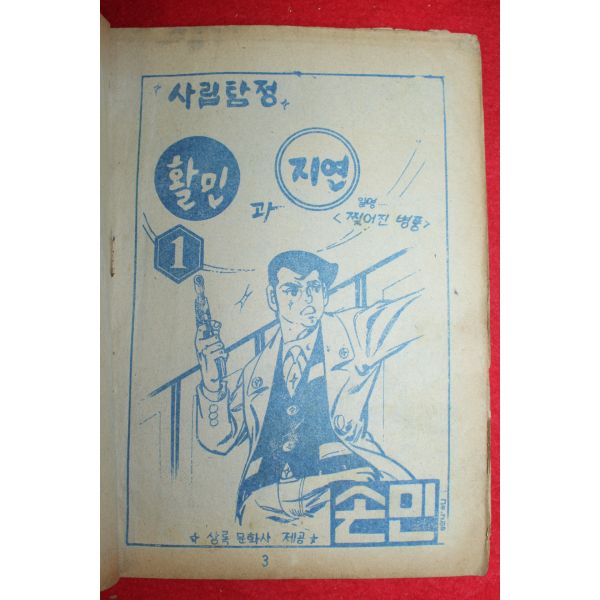 사립탐정
활민
과
지연
일명
<찢어진 병풍>
1
손민
상록 문화사 제공
3